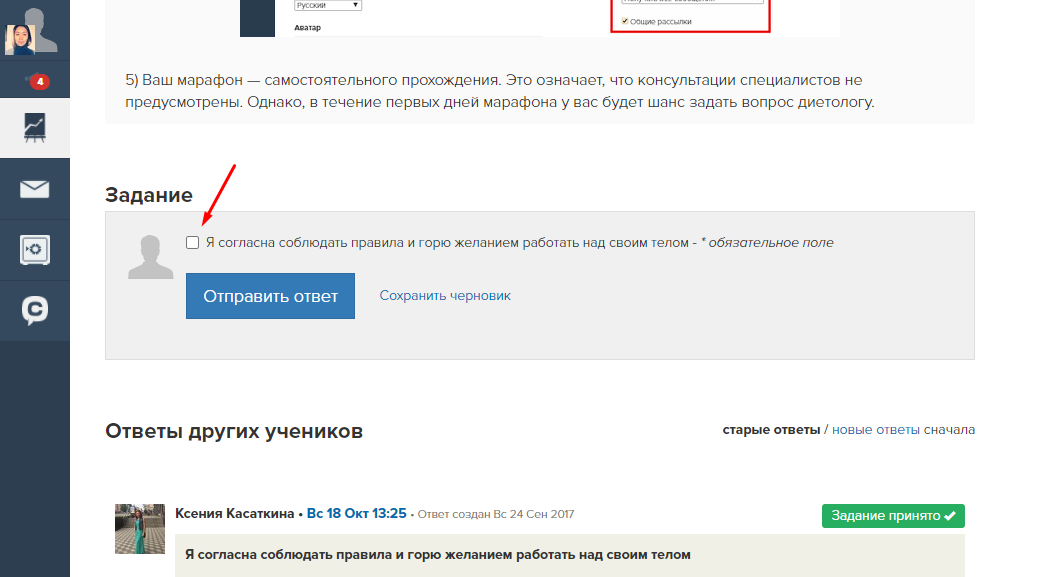 Русский
Аватар
Общие рассылки
4
5) Ваш марафон — самостоятельного прохождения. Это означает, что консультации специалистов не
предусмотрены. Однако, в течение первых дней марафона у вас будет шанс задать вопрос диетологу.
Задание
Я согласна соблюдать правила и горю желанием работать над своим телом - * обязательное поле
Отправить ответ
Сохранить черновик
Ответы других учеников
старые ответы / новые ответы сначала
Ксения Касаткина • Вс 18 Окт 13:25 • Ответ создан Вс 24 Сен 2017
Задание принято
Я согласна соблюдать правила и горю желанием работать над своим телом